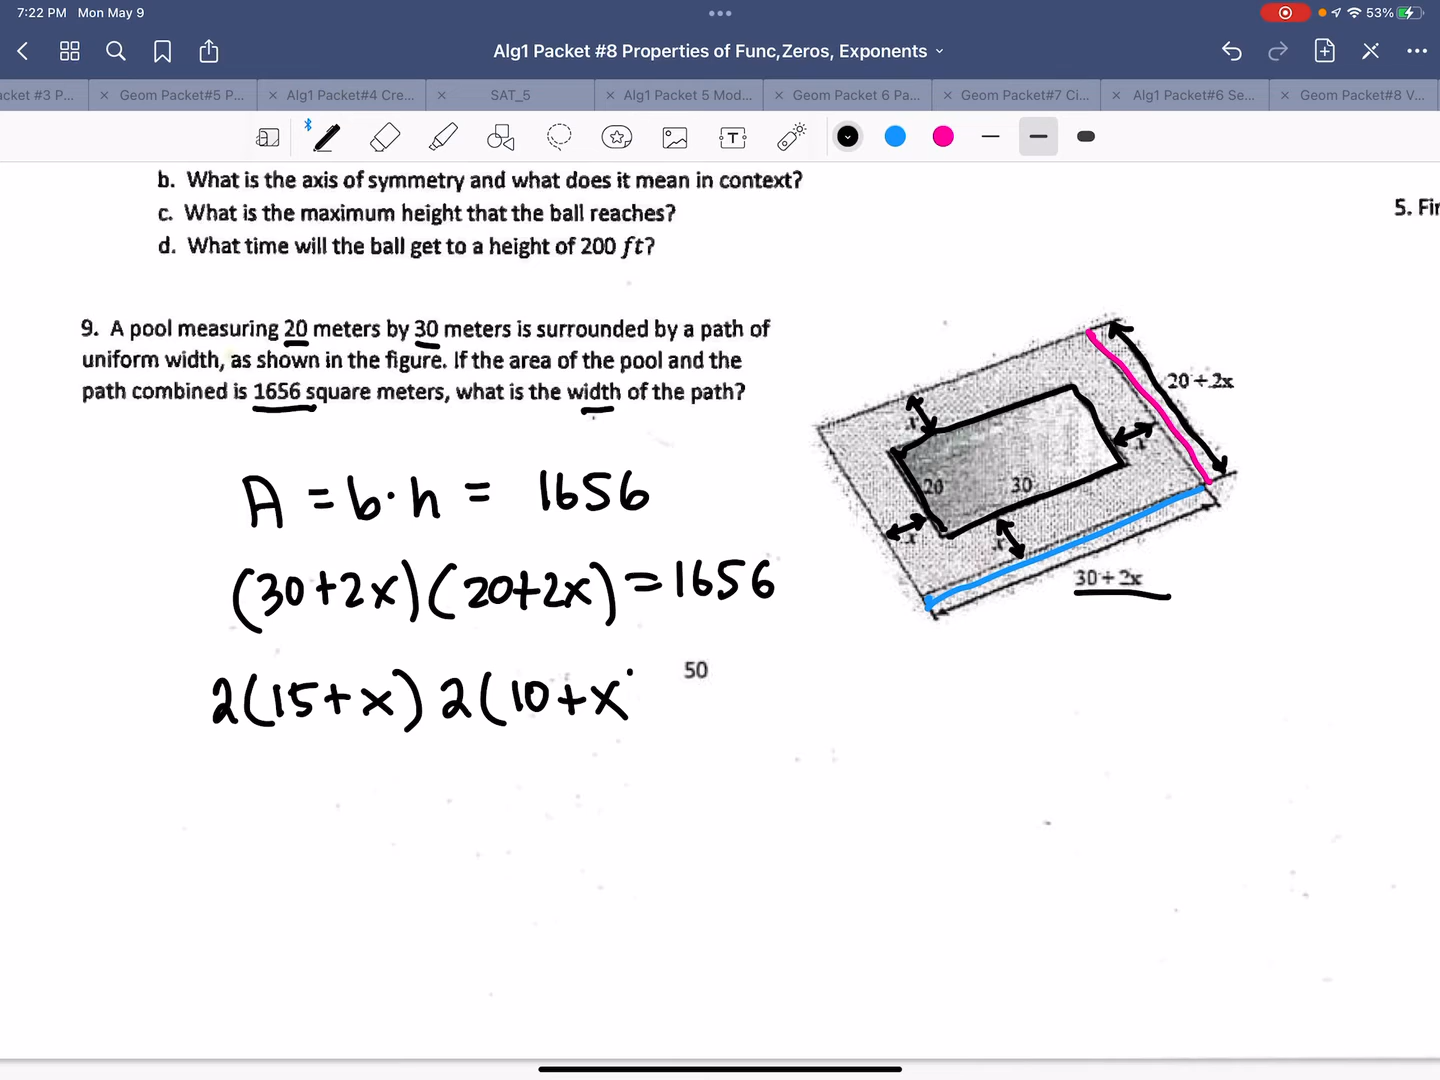 7:22 PM Mon May 9
53%
Alg1 Packet #8 Properties of Func,Zeros, Exponents
acket #3 P...
Geom Packet#5 P...
Alg1 Packet#4 Cre...
SAT_5
Alg1 Packet 5 Mod...
Geom Packet 6 Pa...
Geom Packet#7 Ci...
Alg1 Packet#6 Se...
Geom Packet#8 V...
b. What is the axis of symmetry and what does it mean in context?
c. What is the maximum height that the ball reaches?
d. What time will the ball get to a height of 200 ft?
5. Fir
9. A pool measuring 20 meters by 30 meters is surrounded by a path of
uniform width, as shown in the figure. If the area of the pool and the
path combined is 1656 square meters, what is the width of the path?
20 + 2x
x
x
20
30
x
x
30 + 2x
A = b · h = 1656
(30+2x)(20+2x)=1656
2(15+x) 2(10+x
50